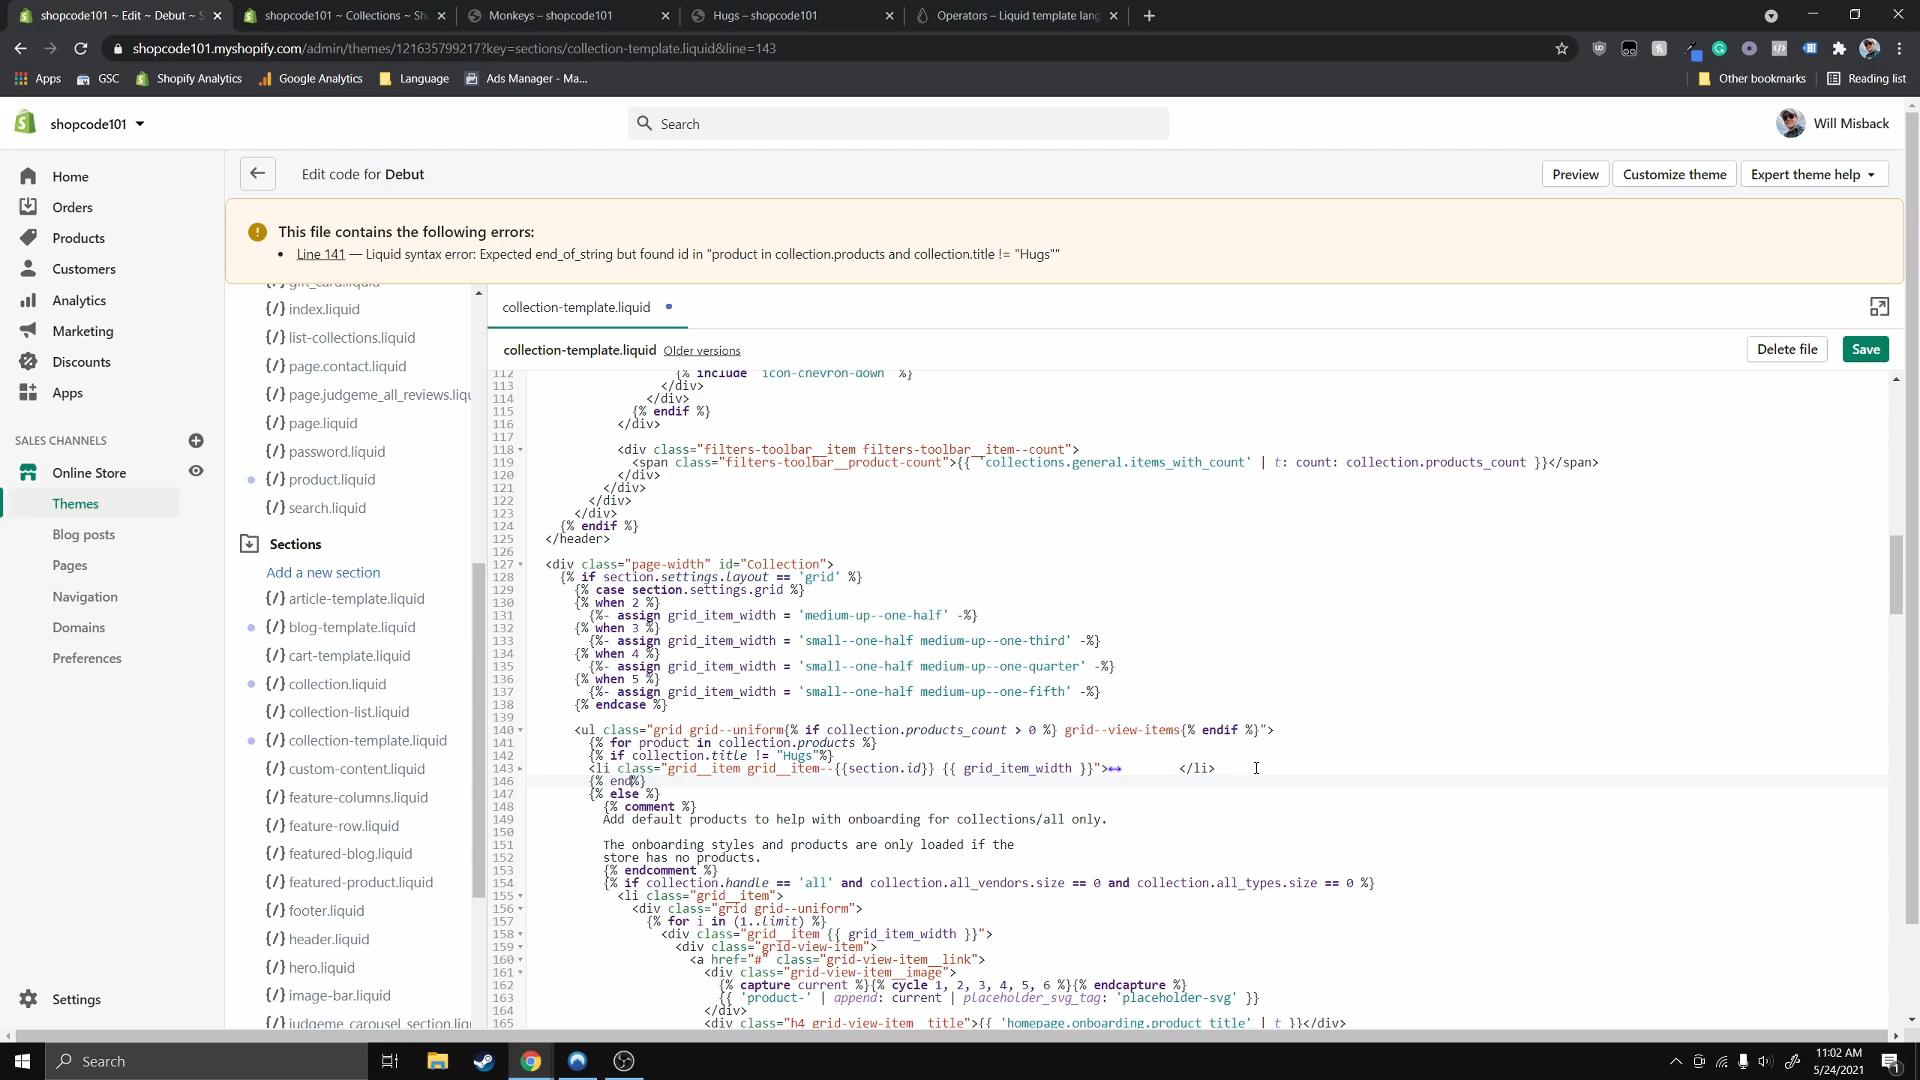 shopcode101 ~ Edit ~ Debut ~ S
shopcode101 ~ Collections ~ Sh
Monkeys – shopcode101
Hugs – shopcode101
Operators – Liquid template lang
shopcode101.myshopify.com/admin/themes/121635799217?key=sections/collection-template.liquid&line=143
Apps
GSC
Shopify Analytics
Google Analytics
Language
Ads Manager - Ma...
Other bookmarks
Reading list
shopcode101
Search
Will Misback
Home
Orders
Products
Customers
Analytics
Marketing
Discounts
Apps
SALES CHANNELS
Online Store
Themes
Blog posts
Pages
Navigation
Domains
Preferences
Settings
Edit code for Debut
Preview
Customize theme
Expert theme help
This file contains the following errors:
Line 141 — Liquid syntax error: Expected end_of_string but found id in "product in collection.products and collection.title != "Hugs""
{/} gift_card.liquid
{/} index.liquid
{/} list-collections.liquid
{/} page.contact.liquid
{/} page.judgeme_all_reviews.liqu
{/} page.liquid
{/} password.liquid
{/} product.liquid
{/} search.liquid
Sections
Add a new section
{/} article-template.liquid
{/} blog-template.liquid
{/} cart-template.liquid
{/} collection.liquid
{/} collection-list.liquid
{/} collection-template.liquid
{/} custom-content.liquid
{/} feature-columns.liquid
{/} feature-row.liquid
{/} featured-blog.liquid
{/} featured-product.liquid
{/} footer.liquid
{/} header.liquid
{/} hero.liquid
{/} image-bar.liquid
{/} judgeme_carousel_section.liq
collection-template.liquid
collection-template.liquid Older versions
Delete file
Save
112 {% include 'icon-chevron-down' %}
113 </div>
114 </div>
115 {% endif %}
116 </div>
117
118 <div class="filters-toolbar__item filters-toolbar__item--count">
119 <span class="filters-toolbar__product-count">{{ 'collections.general.items_with_count' | t: count: collection.products_count }}</span>
120 </div>
121 </div>
122 </div>
123 </div>
124 {% endif %}
125 </header>
126
127 <div class="page-width" id="Collection">
128 {% if section.settings.layout == 'grid' %}
129 {% case section.settings.grid %}
130 {% when 2 %}
131 {%- assign grid_item_width = 'medium-up--one-half' -%}
132 {% when 3 %}
133 {%- assign grid_item_width = 'small--one-half medium-up--one-third' -%}
134 {% when 4 %}
135 {%- assign grid_item_width = 'small--one-half medium-up--one-quarter' -%}
136 {% when 5 %}
137 {%- assign grid_item_width = 'small--one-half medium-up--one-fifth' -%}
138 {% endcase %}
139
140 <ul class="grid grid--uniform{% if collection.products_count > 0 %} grid--view-items{% endif %}">
141 {% for product in collection.products %}
142 {% if collection.title != "Hugs"%}
143 <li class="grid__item grid__item--{{section.id}} {{ grid_item_width }}">↔ </li>
146 {% end%}
147 {% else %}
148 {% comment %}
149 Add default products to help with onboarding for collections/all only.
150
151 The onboarding styles and products are only loaded if the
152 store has no products.
153 {% endcomment %}
154 {% if collection.handle == 'all' and collection.all_vendors.size == 0 and collection.all_types.size == 0 %}
155 <li class="grid__item">
156 <div class="grid grid--uniform">
157 {% for i in (1..limit) %}
158 <div class="grid__item {{ grid_item_width }}">
159 <div class="grid-view-item">
160 <a href="#" class="grid-view-item__link">
161 <div class="grid-view-item__image">
162 {% capture current %}{% cycle 1, 2, 3, 4, 5, 6 %}{% endcapture %}
163 {{ 'product-' | append: current | placeholder_svg_tag: 'placeholder-svg' }}
164 </div>
165 <div class="h4 grid-view-item__title">{{ 'homepage.onboarding.product_title' | t }}</div>
Search
11:02 AM
5/24/2021
1